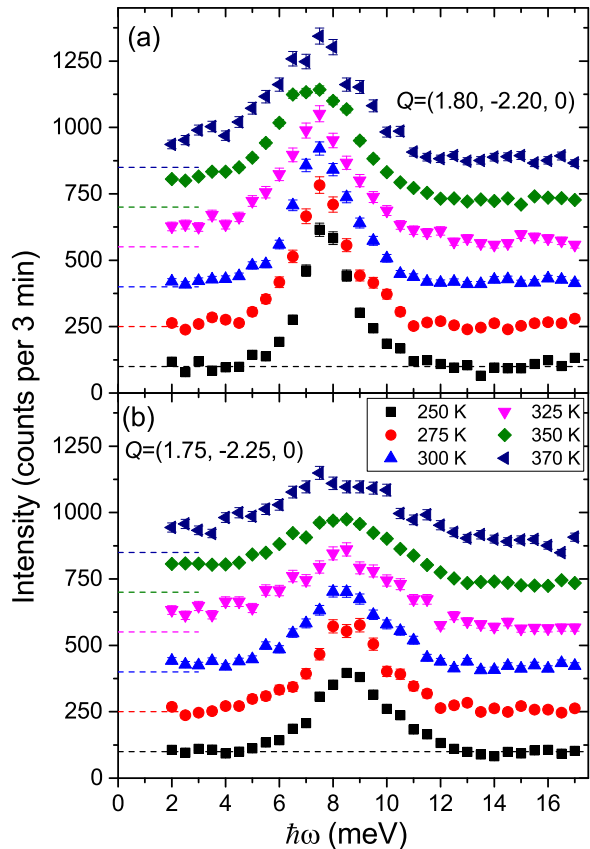 (a)
Q=(1.80, -2.20, 0)
1250
1000
750
500
250
0
(b)
Q=(1.75, -2.25, 0)
250 K
325 K
275 K
350 K
300 K
370 K
1250
1000
750
500
250
0
0
2
4
6
8
10
12
14
16
ħω (meV)
Intensity (counts per 3 min)